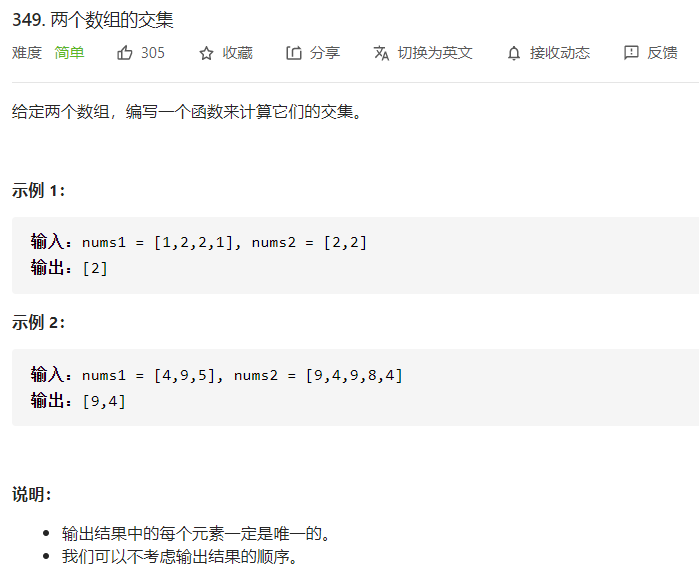 349. 两个数组的交集
难度 简单 305 收藏 分享 切换为英文 接收动态 反馈
给定两个数组，编写一个函数来计算它们的交集。
示例 1：
输入：nums1 = [1,2,2,1], nums2 = [2,2]
输出：[2]
示例 2：
输入：nums1 = [4,9,5], nums2 = [9,4,9,8,4]
输出：[9,4]
说明：
输出结果中的每个元素一定是唯一的。
我们可以不考虑输出结果的顺序。